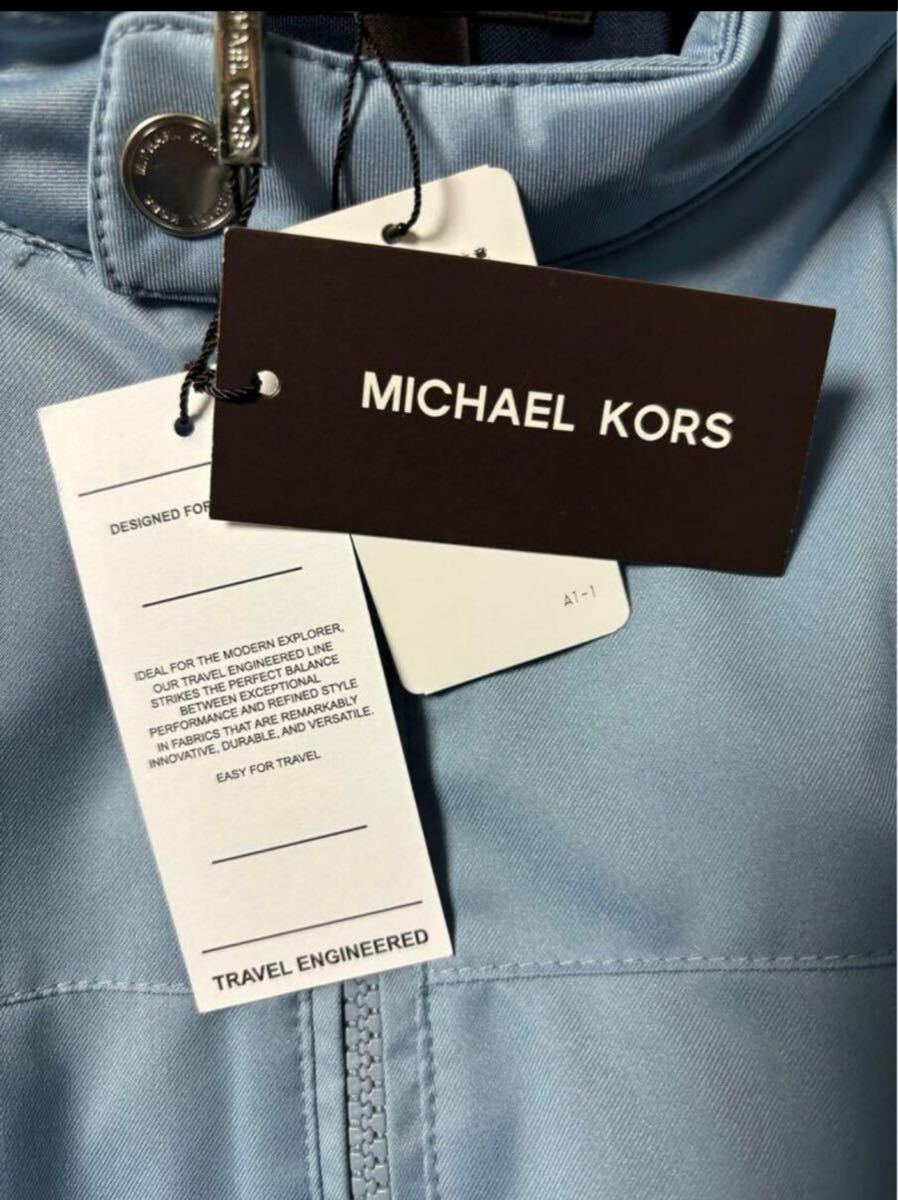 KORS
MICHAEL KORS
DESIGNED FOR
IDEAL FOR THE MODERN EXPLORER,
OUR TRAVEL ENGINEERED LINE
STRIKES THE PERFECT BALANCE
BETWEEN EXCEPTIONAL
PERFORMANCE AND REFINED STYLE
IN FABRICS THAT ARE REMARKABLY
INNOVATIVE, DURABLE, AND VERSATILE.
EASY FOR TRAVEL
TRAVEL ENGINEERED
A1-1